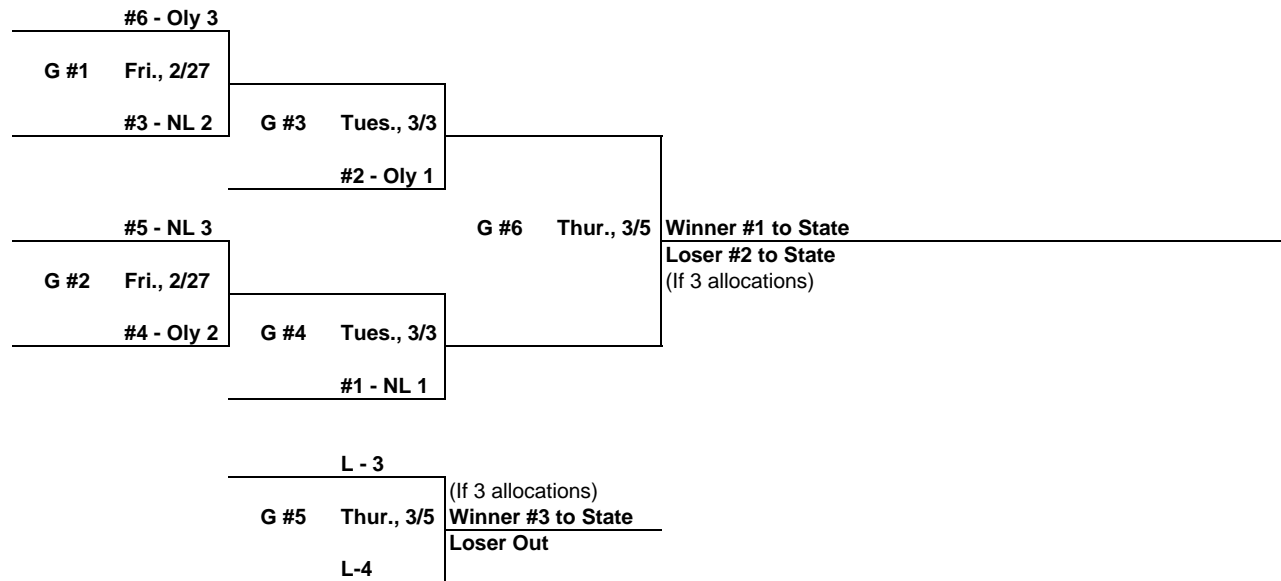 #6 - Oly 3
G #1 Fri., 2/27
#3 - NL 2 G #3 Tues., 3/3
#2 - Oly 1
#5 - NL 3 G #6 Thur., 3/5 Winner #1 to State
Loser #2 to State
G #2 Fri., 2/27 (If 3 allocations)
#4 - Oly 2 G #4 Tues., 3/3
#1 - NL 1
L - 3
(If 3 allocations)
G #5 Thur., 3/5 Winner #3 to State
Loser Out
L-4